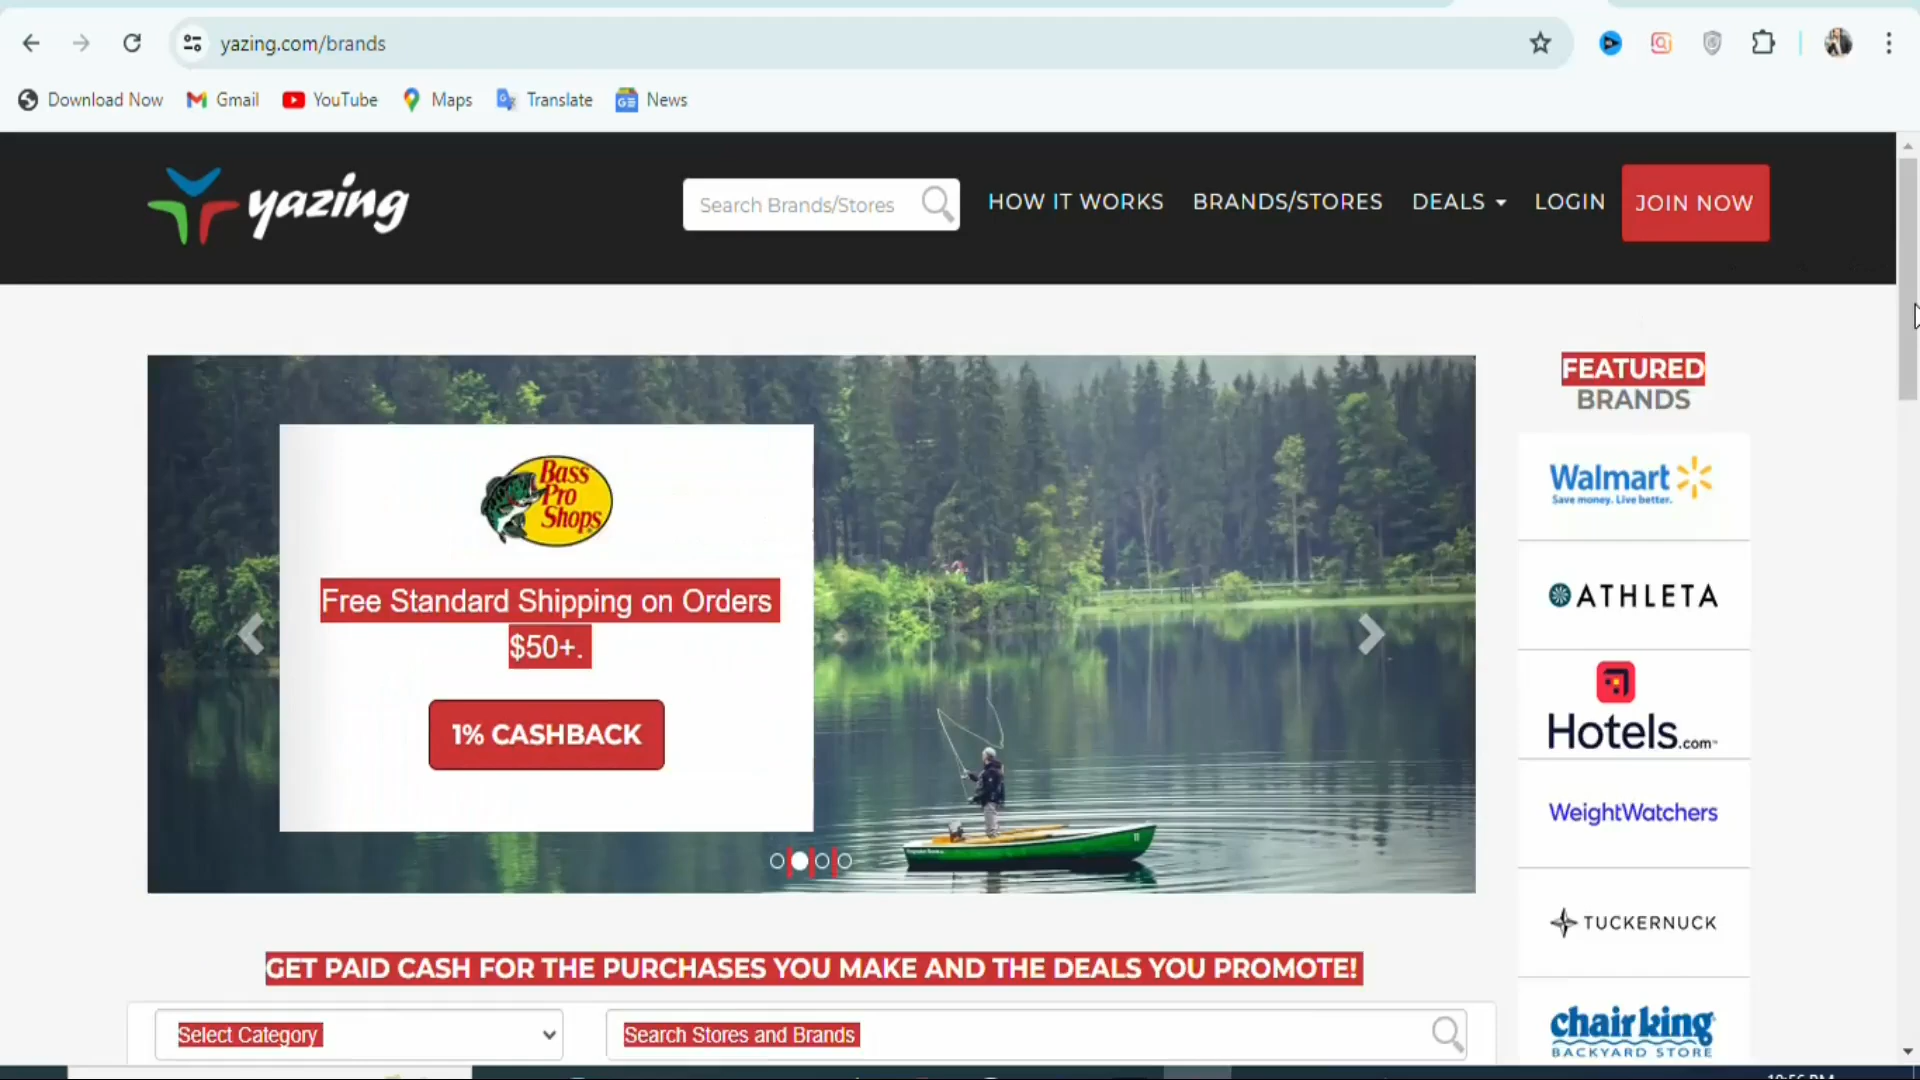 yazing.com/brands
Download Now Gmail YouTube Maps Translate News
yazing
Search Brands/Stores
HOW IT WORKS BRANDS/STORES DEALS LOGIN JOIN NOW
Bass
Pro
Shops
Free Standard Shipping on Orders
$50+.
1% CASHBACK
FEATURED
BRANDS
Walmart
Save money. Live better.
ATHLETA
Hotels.com
WeightWatchers
TUCKERNUCK
chair king
BACKYARD STORE
GET PAID CASH FOR THE PURCHASES YOU MAKE AND THE DEALS YOU PROMOTE!
Select Category
Search Stores and Brands